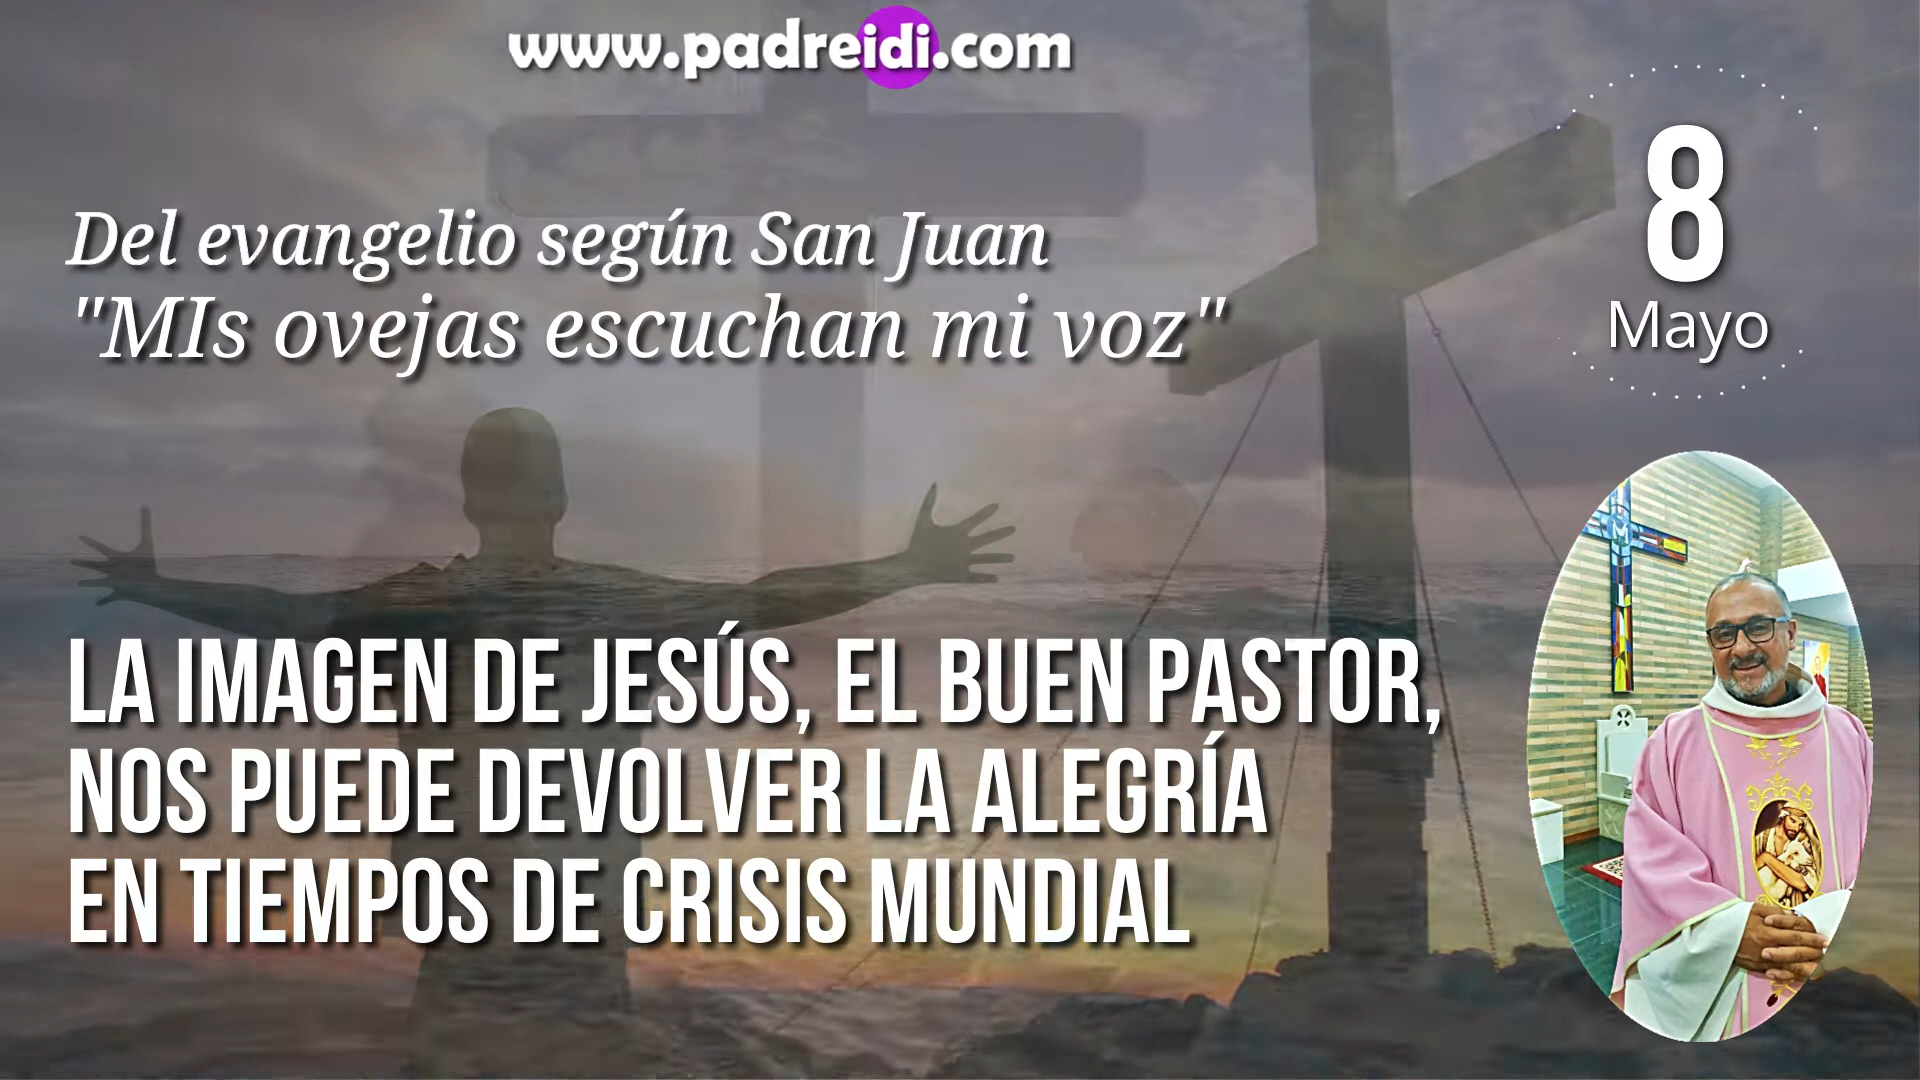 www.padreidi.com
Del evangelio según San Juan
"MIs ovejas escuchan mi voz"
8
Mayo
LA IMAGEN DE JESÚS, EL BUEN PASTOR,
NOS PUEDE DEVOLVER LA ALEGRÍA
EN TIEMPOS DE CRISIS MUNDIAL